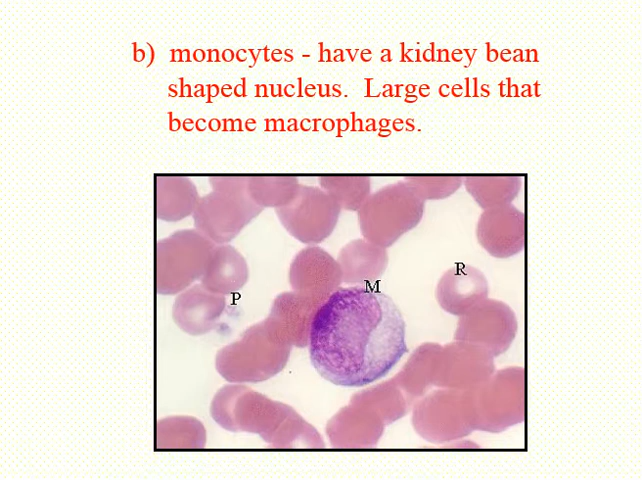 b) monocytes - have a kidney bean
shaped nucleus. Large cells that
become macrophages.
R
M
P